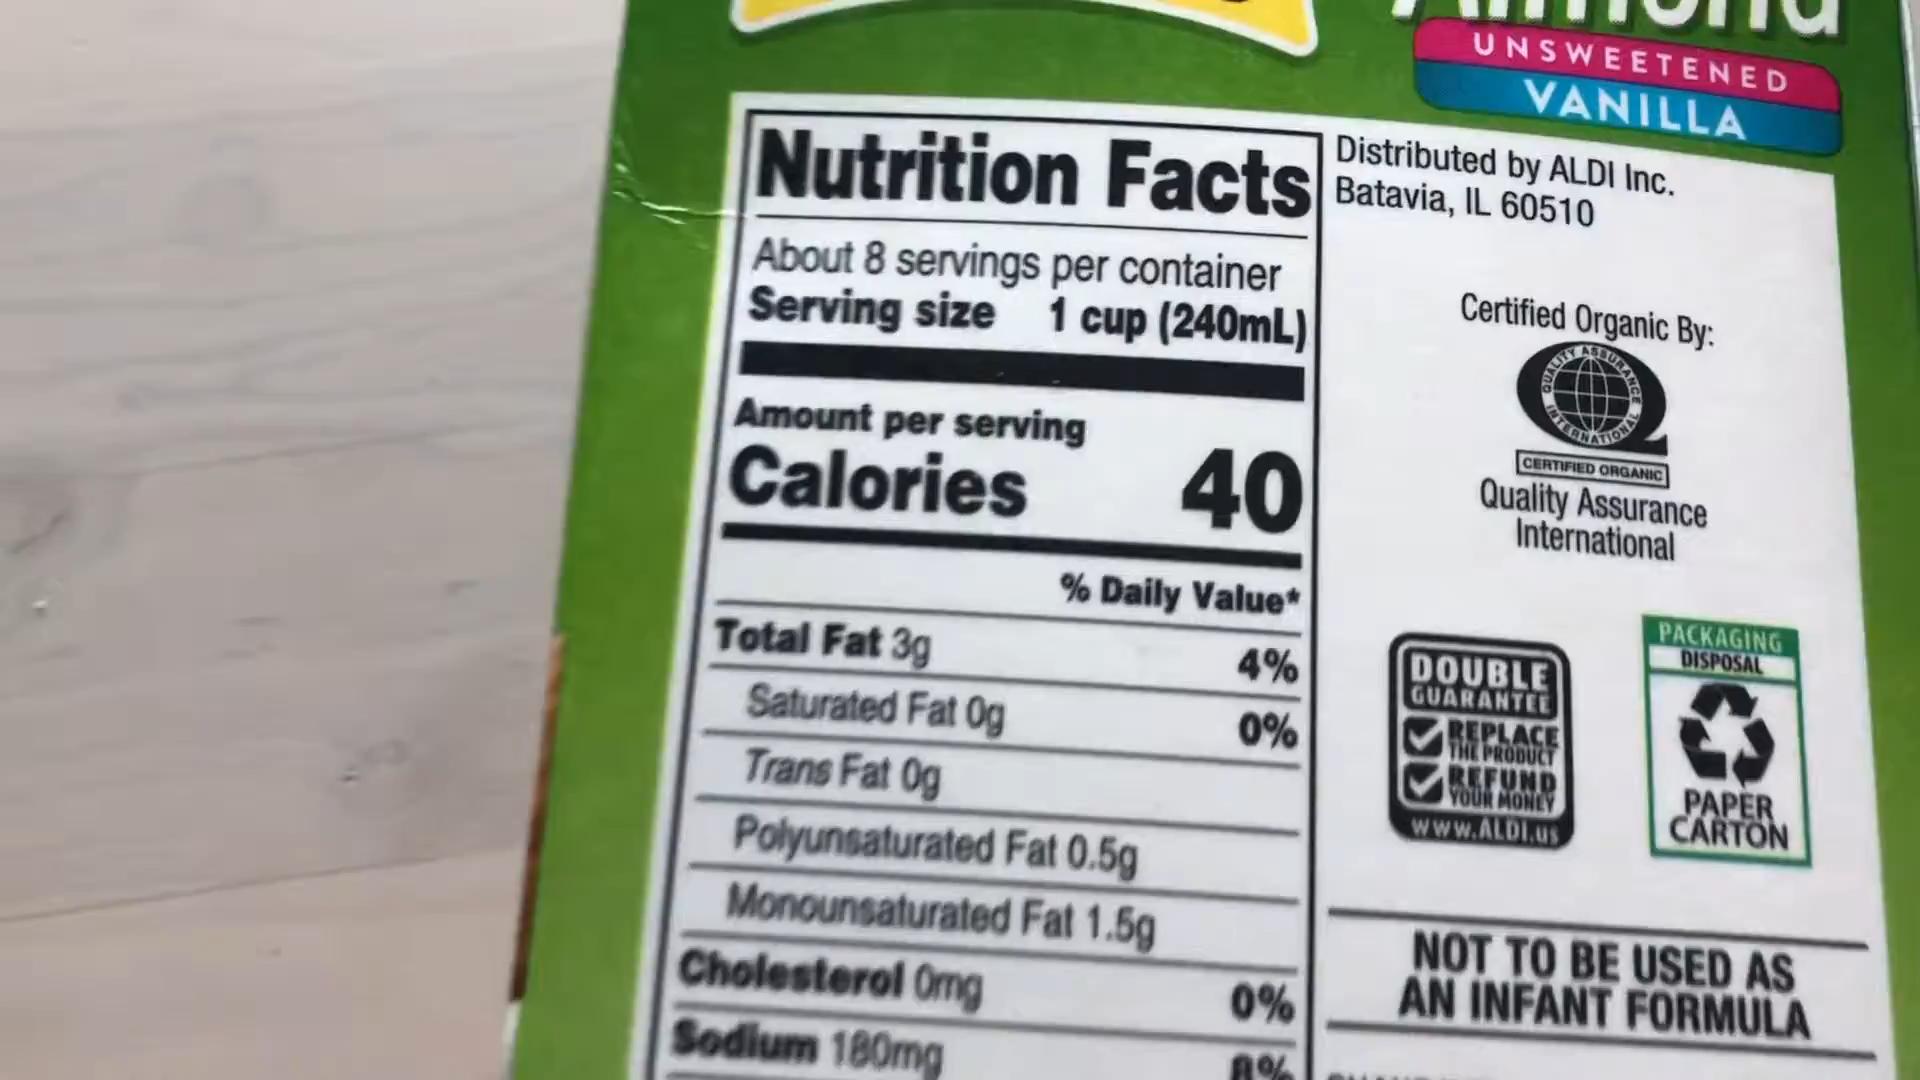 Almond
UNSWEETENED
VANILLA
Nutrition Facts
About 8 servings per container
Serving size 1 cup (240mL)
Amount per serving
Calories 40
% Daily Value*
Total Fat 3g 4%
Saturated Fat 0g 0%
Trans Fat 0g
Polyunsaturated Fat 0.5g
Monounsaturated Fat 1.5g
Cholesterol 0mg 0%
Sodium 180mg 8%
Distributed by ALDI Inc.
Batavia, IL 60510
Certified Organic By:
QUALITY ASSURANCE
INTERNATIONAL
CERTIFIED ORGANIC
Quality Assurance
International
DOUBLE
GUARANTEE
REPLACE
THE PRODUCT
REFUND
YOUR MONEY
www.ALDI.us
PACKAGING
DISPOSAL
PAPER
CARTON
NOT TO BE USED AS
AN INFANT FORMULA